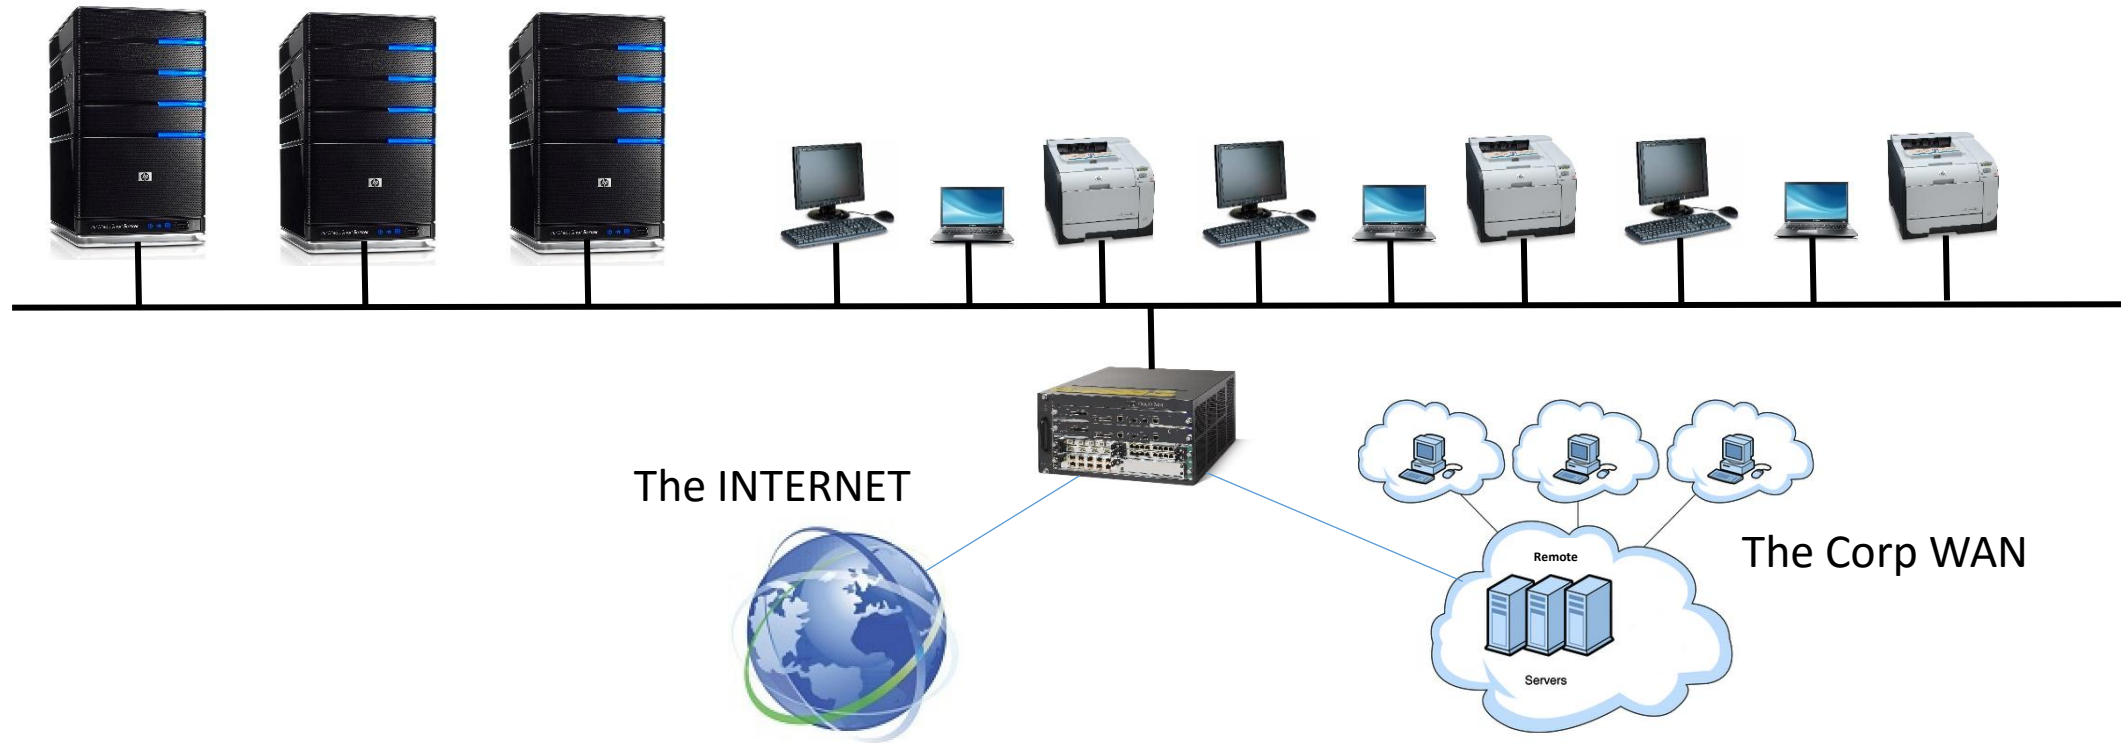 The INTERNET
Remote
The Corp WAN
Servers